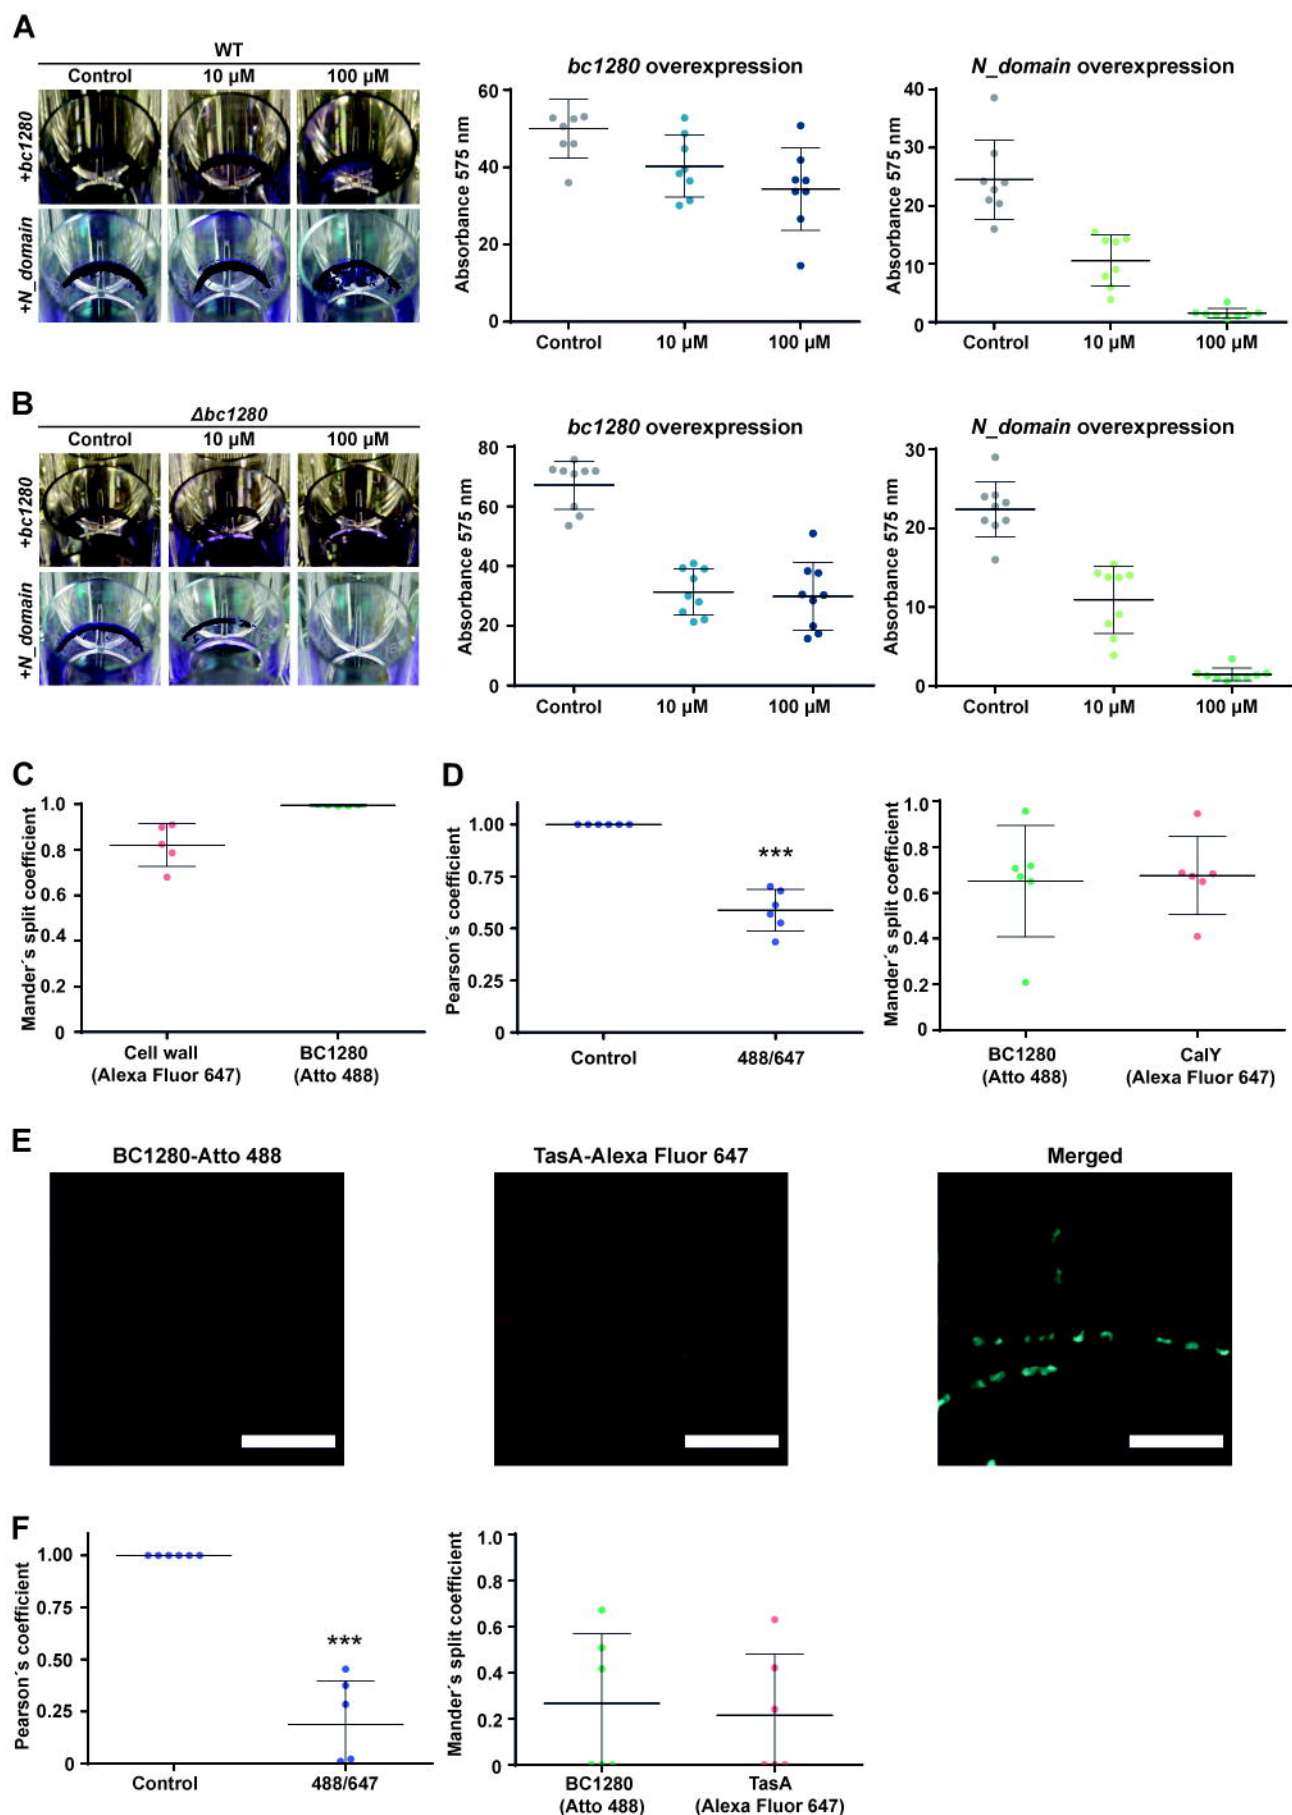 A
WT
Control 10 µM 100 µM
+bc1280
+N_domain
bc1280 overexpression
Absorbance 575 nm
60
40
20
0
Control 10 µM 100 µM
N_domain overexpression
Absorbance 575 nm
40
30
20
10
0
Control 10 µM 100 µM
B
Δbc1280
Control 10 µM 100 µM
+bc1280
+N_domain
bc1280 overexpression
Absorbance 575 nm
80
60
40
20
0
Control 10 µM 100 µM
N_domain overexpression
Absorbance 575 nm
30
20
10
0
Control 10 µM 100 µM
C
Mander´s split coefficient
1.0
0.8
0.6
0.4
0.2
0
Cell wall BC1280
(Alexa Fluor 647) (Atto 488)
D
Pearson´s coefficient
1.00
0.75
0.50
0.25
0
***
Control 488/647
Mander´s split coefficient
1.0
0.8
0.6
0.4
0.2
0
BC1280 CalY
(Atto 488) (Alexa Fluor 647)
E
BC1280-Atto 488 TasA-Alexa Fluor 647 Merged
F
Pearson´s coefficient
1.00
0.75
0.50
0.25
0
***
Control 488/647
Mander´s split coefficient
1.0
0.8
0.6
0.4
0.2
0
BC1280 TasA
(Atto 488) (Alexa Fluor 647)